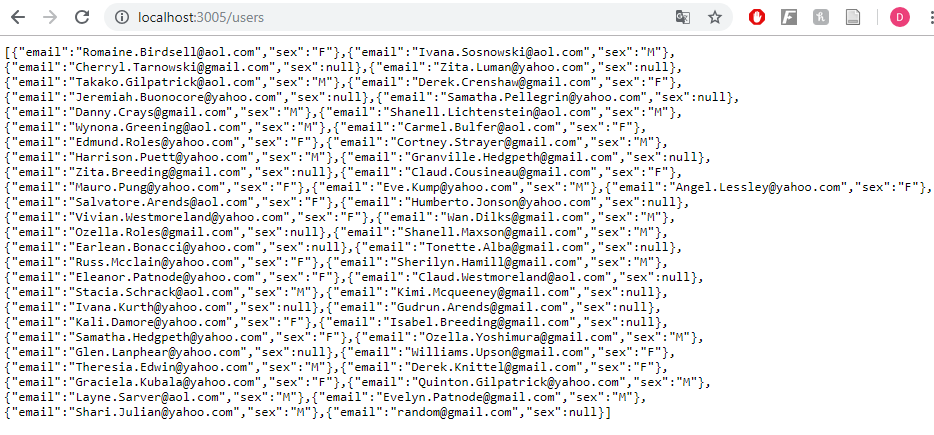 localhost:3005/users
D
[{"email":"Romaine.Birdsell@aol.com","sex":"F"},{"email":"Ivana.Sosnowski@aol.com","sex":"M"},
{"email":"Cherryl.Tarnowski@gmail.com","sex":null},{"email":"Zita.Luman@yahoo.com","sex":null},
{"email":"Takako.Gilpatrick@aol.com","sex":"M"},{"email":"Derek.Crenshaw@gmail.com","sex":"F"},
{"email":"Jeremiah.Buonocore@yahoo.com","sex":null},{"email":"Samatha.Pellegrin@yahoo.com","sex":null},
{"email":"Danny.Crays@gmail.com","sex":"M"},{"email":"Shanell.Lichtenstein@aol.com","sex":"M"},
{"email":"Wynona.Greening@aol.com","sex":"M"},{"email":"Carmel.Bulfer@aol.com","sex":"F"},
{"email":"Edmund.Roles@yahoo.com","sex":"F"},{"email":"Cortney.Strayer@gmail.com","sex":"M"},
{"email":"Harrison.Puett@yahoo.com","sex":"M"},{"email":"Granville.Hedgpeth@gmail.com","sex":null},
{"email":"Zita.Breeding@gmail.com","sex":null},{"email":"Claud.Cousineau@gmail.com","sex":"F"},
{"email":"Mauro.Pung@yahoo.com","sex":"F"},{"email":"Eve.Kump@yahoo.com","sex":"M"},{"email":"Angel.Lessley@yahoo.com","sex":"F"},
{"email":"Salvatore.Arends@aol.com","sex":"F"},{"email":"Humberto.Jonson@yahoo.com","sex":null},
{"email":"Vivian.Westmoreland@yahoo.com","sex":"F"},{"email":"Wan.Dilks@gmail.com","sex":"M"},
{"email":"Ozella.Roles@gmail.com","sex":null},{"email":"Shanell.Maxson@gmail.com","sex":"M"},
{"email":"Earlean.Bonacci@yahoo.com","sex":null},{"email":"Tonette.Alba@gmail.com","sex":null},
{"email":"Russ.Mcclain@yahoo.com","sex":"F"},{"email":"Sherilyn.Hamill@gmail.com","sex":"M"},
{"email":"Eleanor.Patnode@yahoo.com","sex":"F"},{"email":"Claud.Westmoreland@aol.com","sex":null},
{"email":"Stacia.Schrack@aol.com","sex":"M"},{"email":"Kimi.Mcqueeney@gmail.com","sex":null},
{"email":"Ivana.Kurth@yahoo.com","sex":null},{"email":"Gudrun.Arends@gmail.com","sex":null},
{"email":"Kali.Damore@yahoo.com","sex":"F"},{"email":"Isabel.Breeding@gmail.com","sex":null},
{"email":"Samatha.Hedgpeth@yahoo.com","sex":"F"},{"email":"Ozella.Yoshimura@gmail.com","sex":"M"},
{"email":"Glen.Lanphear@yahoo.com","sex":null},{"email":"Williams.Upson@gmail.com","sex":"F"},
{"email":"Theresia.Edwin@yahoo.com","sex":"M"},{"email":"Derek.Knittel@gmail.com","sex":"F"},
{"email":"Graciela.Kubala@yahoo.com","sex":"F"},{"email":"Quinton.Gilpatrick@yahoo.com","sex":"M"},
{"email":"Layne.Sarver@aol.com","sex":"M"},{"email":"Evelyn.Patnode@aol.com","sex":"M"},
{"email":"Shari.Julian@yahoo.com","sex":"M"},{"email":"random@gmail.com","sex":null}]